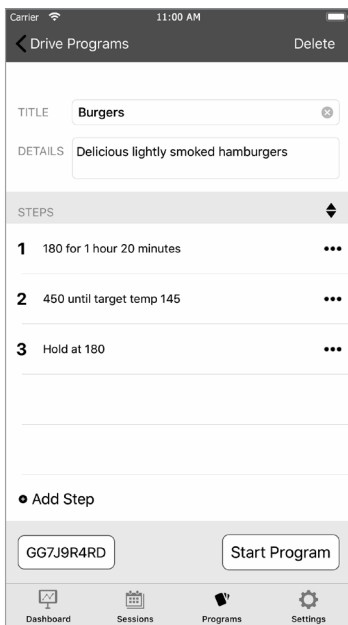 Carrier 11:00 AM
Drive Programs Delete
TITLE Burgers
DETAILS Delicious lightly smoked hamburgers
STEPS
1 180 for 1 hour 20 minutes
2 450 until target temp 145
3 Hold at 180
Add Step
GG7J9R4RD Start Program
Dashboard Sessions Programs Settings